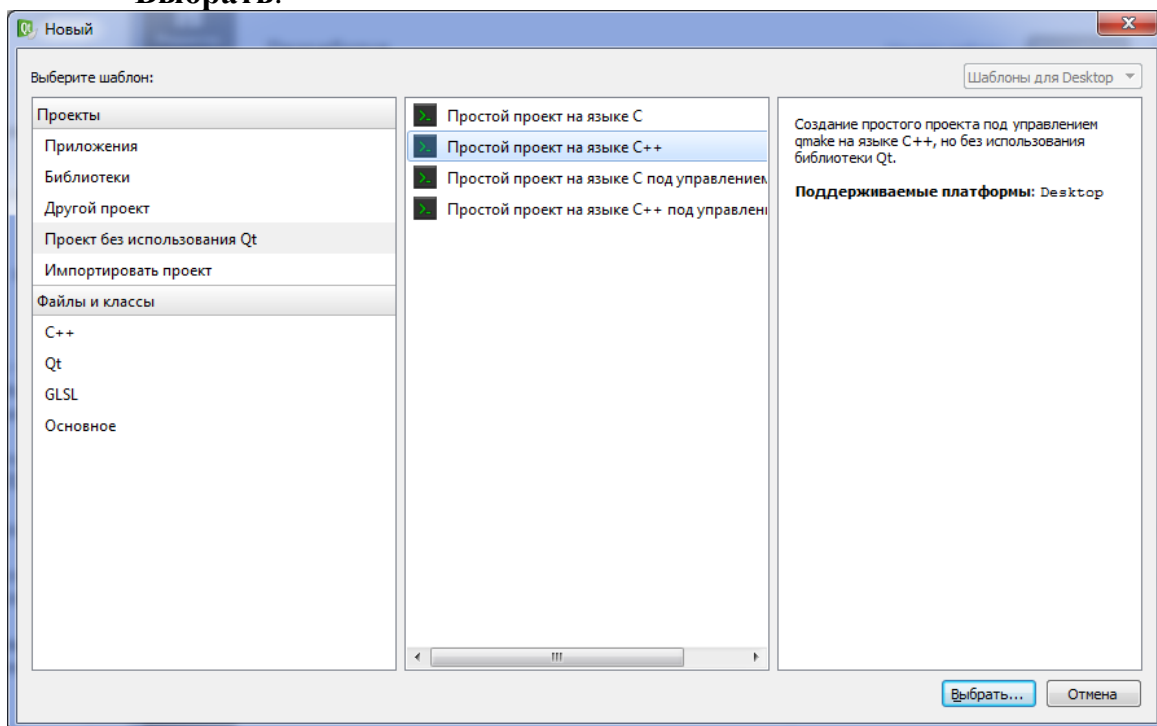 Выбрать.
Новый
Выберите шаблон:
Шаблоны для Desktop
Проекты
Приложения
Библиотеки
Другой проект
Проект без использования Qt
Импортировать проект
Файлы и классы
C++
Qt
GLSL
Основное
Простой проект на языке C
Простой проект на языке C++
Простой проект на языке C под управлением
Простой проект на языке C++ под управлен
Создание простого проекта под управлением
qmake на языке C++, но без использования
библиотеки Qt.
Поддерживаемые платформы: Desktop
Выбрать... Отмена